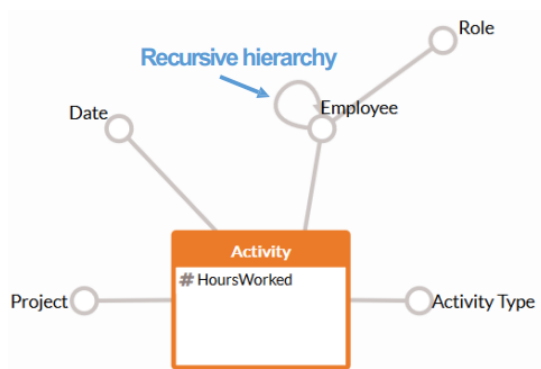 Role
Recursive hierarchy
Employee
Date
Activity
# HoursWorked
Project
Activity Type